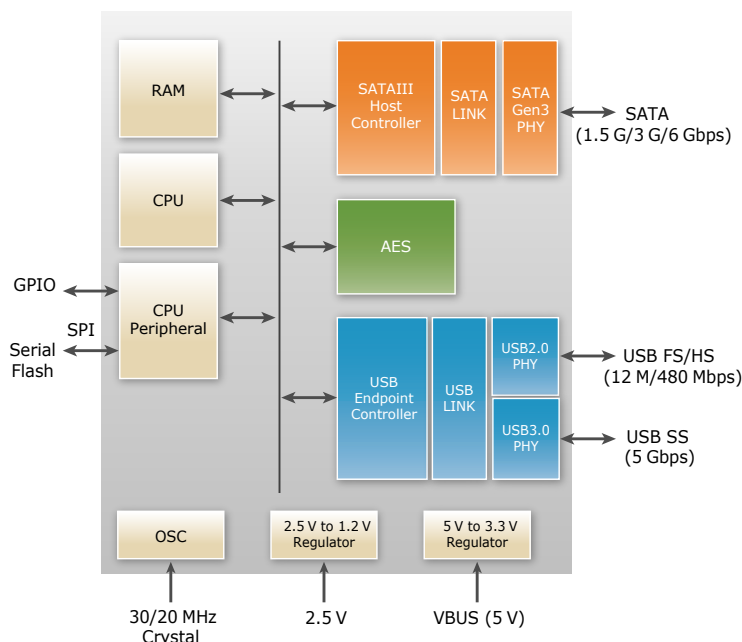 RAM
CPU
GPIO
SPI
Serial
Flash
CPU
Peripheral
SATAIII
Host
Controller
SATA
LINK
SATA
Gen3
PHY
SATA
(1.5 G/3 G/6 Gbps)
AES
USB
Endpoint
Controller
USB
LINK
USB2.0
PHY
USB3.0
PHY
USB FS/HS
(12 M/480 Mbps)
USB SS
(5 Gbps)
OSC
2.5 V to 1.2 V
Regulator
5 V to 3.3 V
Regulator
30/20 MHz
Crystal
2.5 V
VBUS (5 V)